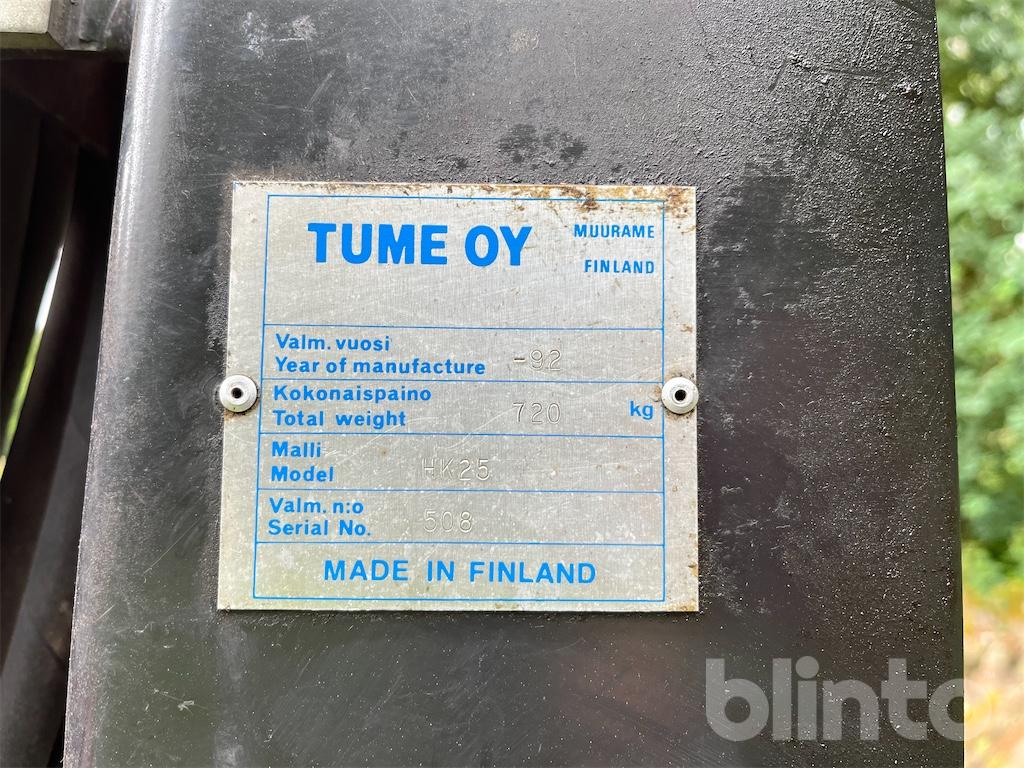 TUME OY
MUURAME
FINLAND
Valm. vuosi
Year of manufacture -92
Kokonaispaino
Total weight 720 kg
Malli
Model HK25
Valm. n:o
Serial No. 508
MADE IN FINLAND
blinto